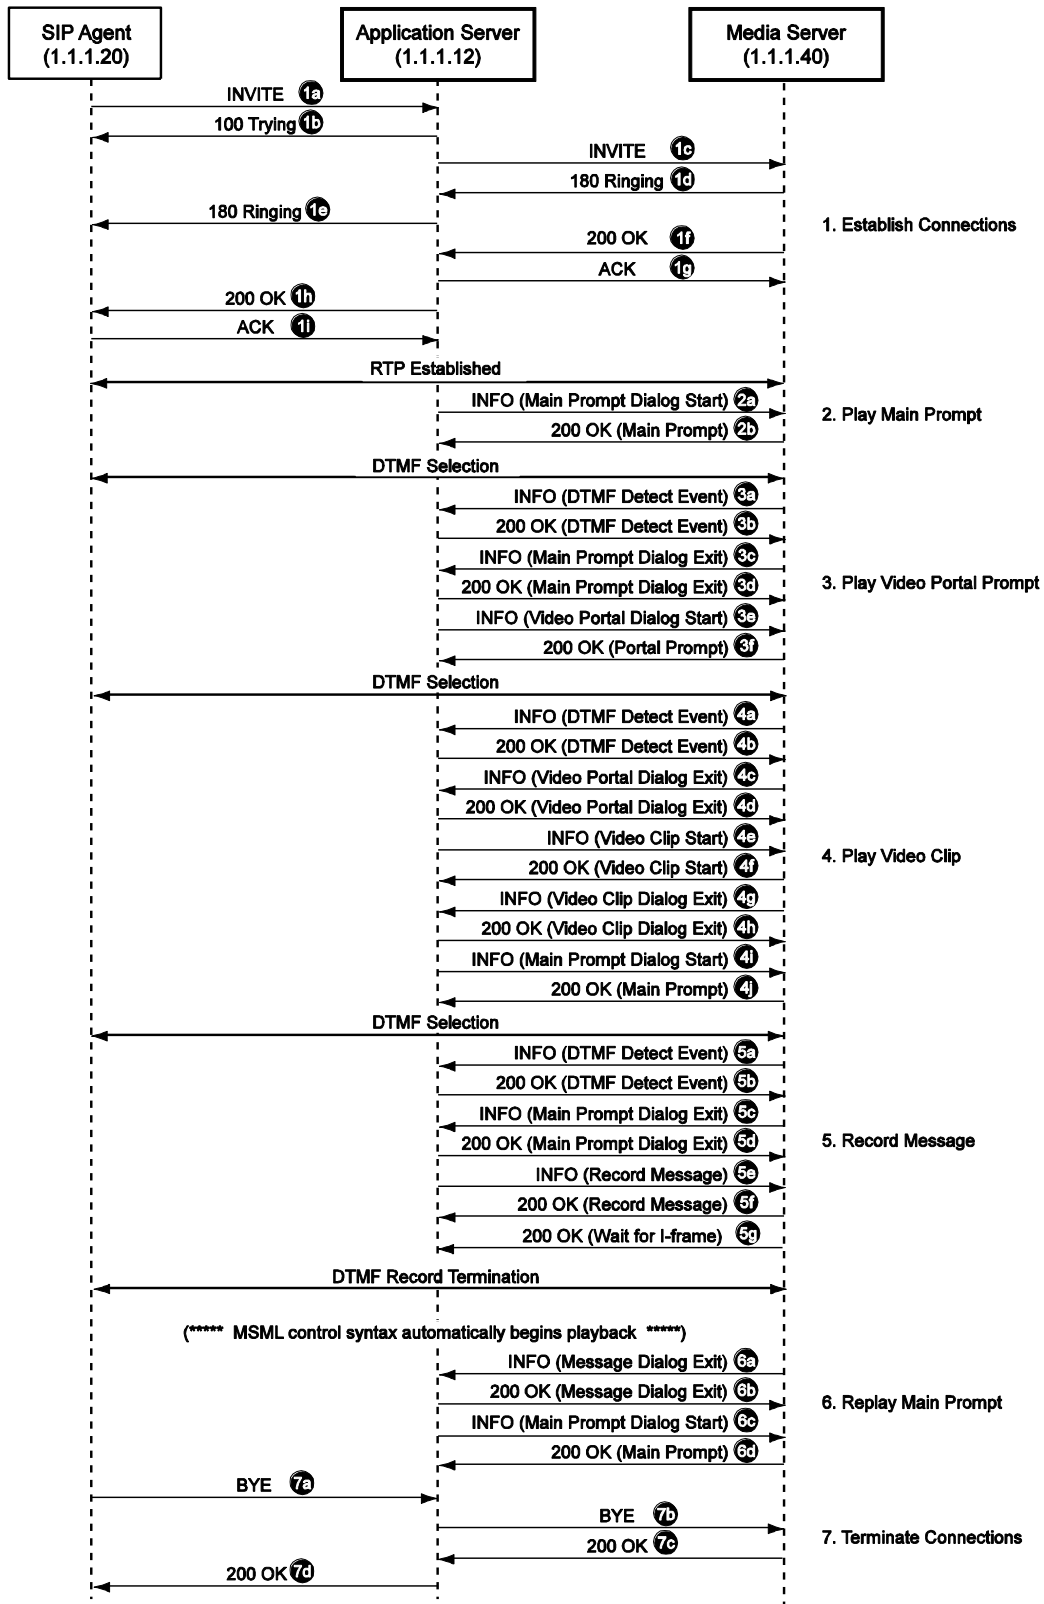 SIP Agent
(1.1.1.20)
Application Server
(1.1.1.12)
Media Server
(1.1.1.40)
INVITE 1a
100 Trying 1b
INVITE 1c
180 Ringing 1d
180 Ringing 1e
1. Establish Connections
200 OK 1f
ACK 1g
200 OK 1h
ACK 1i
RTP Established
INFO (Main Prompt Dialog Start) 2a
2. Play Main Prompt
200 OK (Main Prompt) 2b
DTMF Selection
INFO (DTMF Detect Event) 3a
200 OK (DTMF Detect Event) 3b
INFO (Main Prompt Dialog Exit) 3c
200 OK (Main Prompt Dialog Exit) 3d
3. Play Video Portal Prompt
INFO (Video Portal Dialog Start) 3e
200 OK (Portal Prompt) 3f
DTMF Selection
INFO (DTMF Detect Event) 4a
200 OK (DTMF Detect Event) 4b
INFO (Video Portal Dialog Exit) 4c
200 OK (Video Portal Dialog Exit) 4d
INFO (Video Clip Start) 4e
4. Play Video Clip
200 OK (Video Clip Start) 4f
INFO (Video Clip Dialog Exit) 4g
200 OK (Video Clip Dialog Exit) 4h
INFO (Main Prompt Dialog Start) 4i
200 OK (Main Prompt) 4j
DTMF Selection
INFO (DTMF Detect Event) 5a
200 OK (DTMF Detect Event) 5b
INFO (Main Prompt Dialog Exit) 5c
200 OK (Main Prompt Dialog Exit) 5d
5. Record Message
INFO (Record Message) 5e
200 OK (Record Message) 5f
200 OK (Wait for I-frame) 5g
DTMF Record Termination
(***** MSML control syntax automatically begins playback *****)
INFO (Message Dialog Exit) 6a
200 OK (Message Dialog Exit) 6b
6. Replay Main Prompt
INFO (Main Prompt Dialog Start) 6c
200 OK (Main Prompt) 6d
BYE 7a
BYE 7b
7. Terminate Connections
200 OK 7c
200 OK 7d